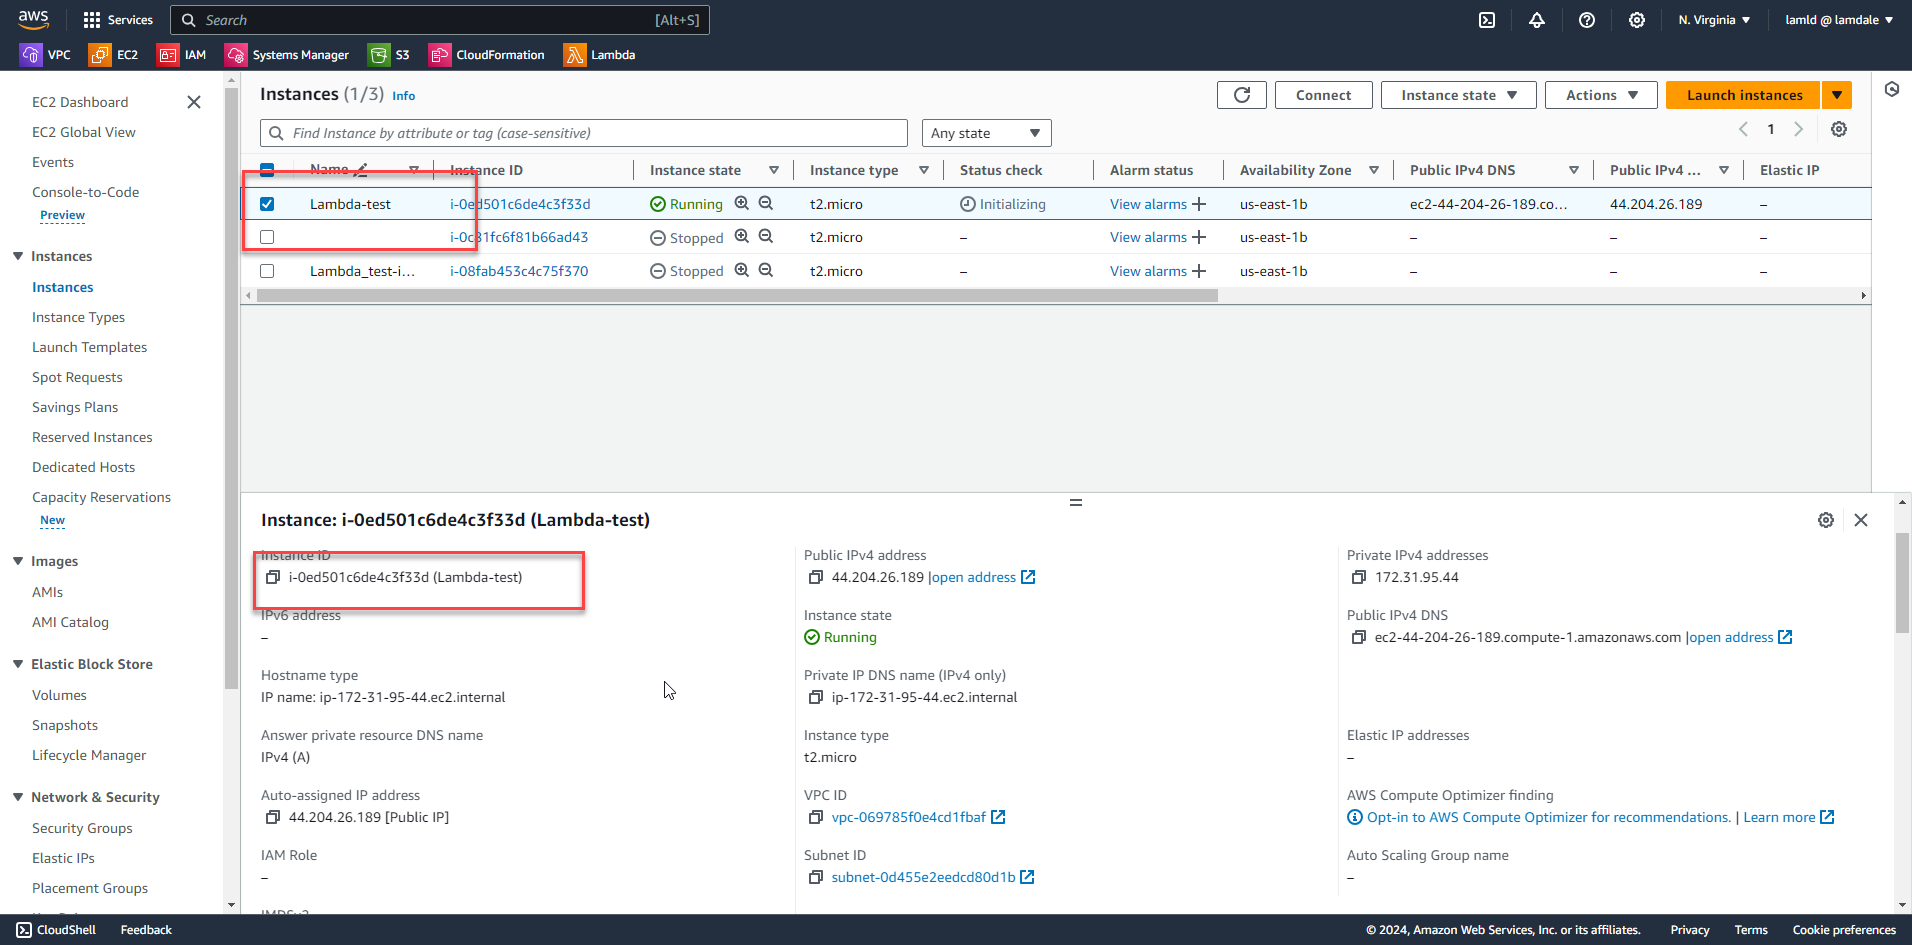 aws
Services
Search
[Alt+S]
N. Virginia
lamld @ lamdale
VPC
EC2
IAM
Systems Manager
S3
CloudFormation
Lambda
EC2 Dashboard
EC2 Global View
Events
Console-to-Code
Preview
Instances
Instances
Instance Types
Launch Templates
Spot Requests
Savings Plans
Reserved Instances
Dedicated Hosts
Capacity Reservations
New
Images
AMIs
AMI Catalog
Elastic Block Store
Volumes
Snapshots
Lifecycle Manager
Network & Security
Security Groups
Elastic IPs
Placement Groups
Instances (1/3) Info
Connect
Instance state
Actions
Launch instances
Find Instance by attribute or tag (case-sensitive)
Any state
1
Name Instance ID Instance state Instance type Status check Alarm status Availability Zone Public IPv4 DNS Public IPv4 ... Elastic IP
Lambda-test i-0ed501c6de4c3f33d Running t2.micro Initializing View alarms + us-east-1b ec2-44-204-26-189.co... 44.204.26.189 –
Stopped t2.micro – View alarms + us-east-1b – – –
Lambda_test-i... i-08fab453c4c75f370 Stopped t2.micro – View alarms + us-east-1b – – –
Instance: i-0ed501c6de4c3f33d (Lambda-test)
Instance ID
i-0ed501c6de4c3f33d (Lambda-test)
Public IPv4 address
44.204.26.189 |open address
Private IPv4 addresses
172.31.95.44
IPv6 address
–
Instance state
Running
Public IPv4 DNS
ec2-44-204-26-189.compute-1.amazonaws.com |open address
Hostname type
IP name: ip-172-31-95-44.ec2.internal
Private IP DNS name (IPv4 only)
ip-172-31-95-44.ec2.internal
Answer private resource DNS name
IPv4 (A)
Instance type
t2.micro
Elastic IP addresses
–
Auto-assigned IP address
44.204.26.189 [Public IP]
VPC ID
vpc-069785f0e4cd1fbaf
AWS Compute Optimizer finding
Opt-in to AWS Compute Optimizer for recommendations. | Learn more
IAM Role
–
Subnet ID
subnet-0d455e2eedcd80d1b
Auto Scaling Group name
–
CloudShell
Feedback
© 2024, Amazon Web Services, Inc. or its affiliates.
Privacy
Terms
Cookie preferences